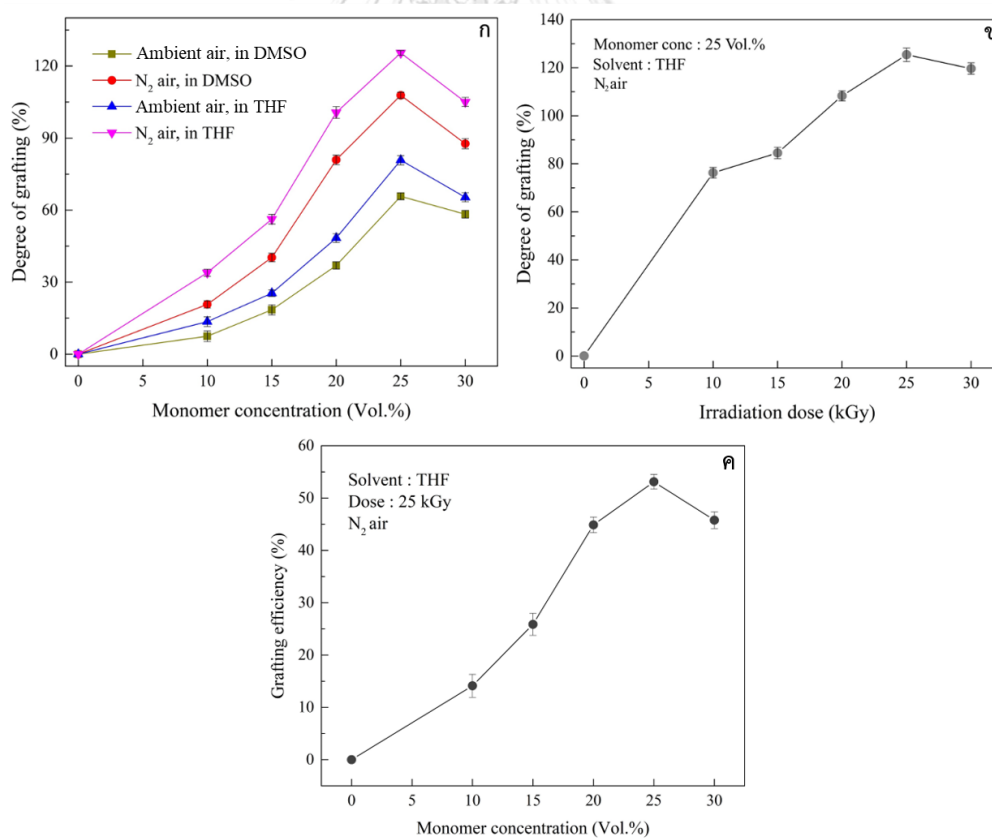 ก
Ambient air, in DMSO
N₂ air, in DMSO
Ambient air, in THF
N₂ air, in THF
Degree of grafting (%)
0
30
60
90
120
0 5 10 15 20 25 30
Monomer concentration (Vol.%)
Monomer conc : 25 Vol.%
Solvent : THF
N₂ air
Degree of grafting (%)
140
120
100
80
60
40
20
0
0 5 10 15 20 25 30
Irradiation dose (kGy)
ค
Solvent : THF
Dose : 25 kGy
N₂ air
Grafting efficiency (%)
60
50
40
30
20
10
0
0 5 10 15 20 25 30
Monomer concentration (Vol.%)